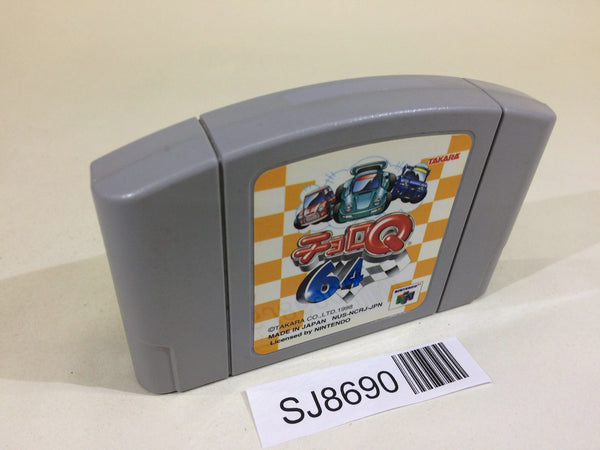 TAKARA
チョロQ
64
NINTENDO64
©TAKARA CO.,LTD.1998
MADE IN JAPAN NUS-NCRJ-JPN
Licensed by NINTENDO
SJ8690